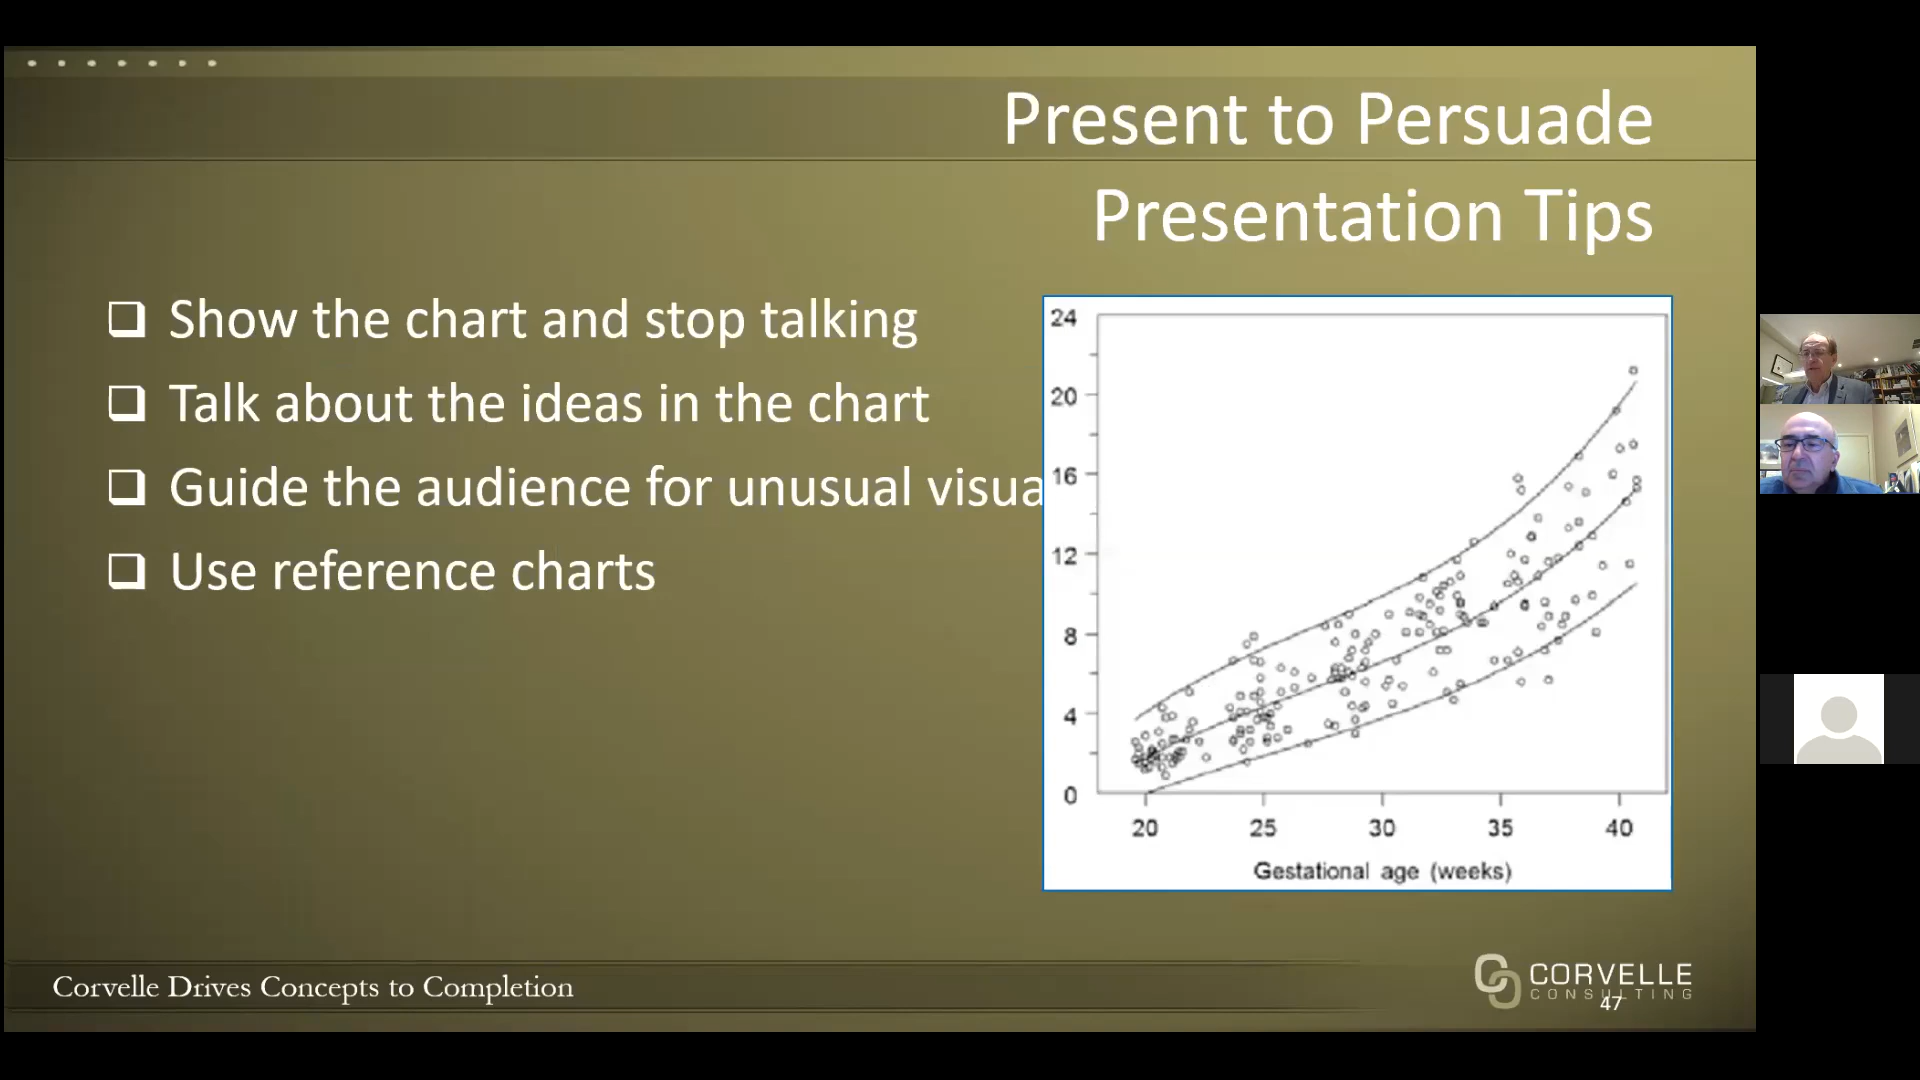 Present to Persuade
Presentation Tips
Show the chart and stop talking
Talk about the ideas in the chart
Guide the audience for unusual visua
Use reference charts
24
20
16
12
8
4
0
20 25 30 35 40
Gestational age (weeks)
Corvelle Drives Concepts to Completion
CORVELLE
CONSULTING
47